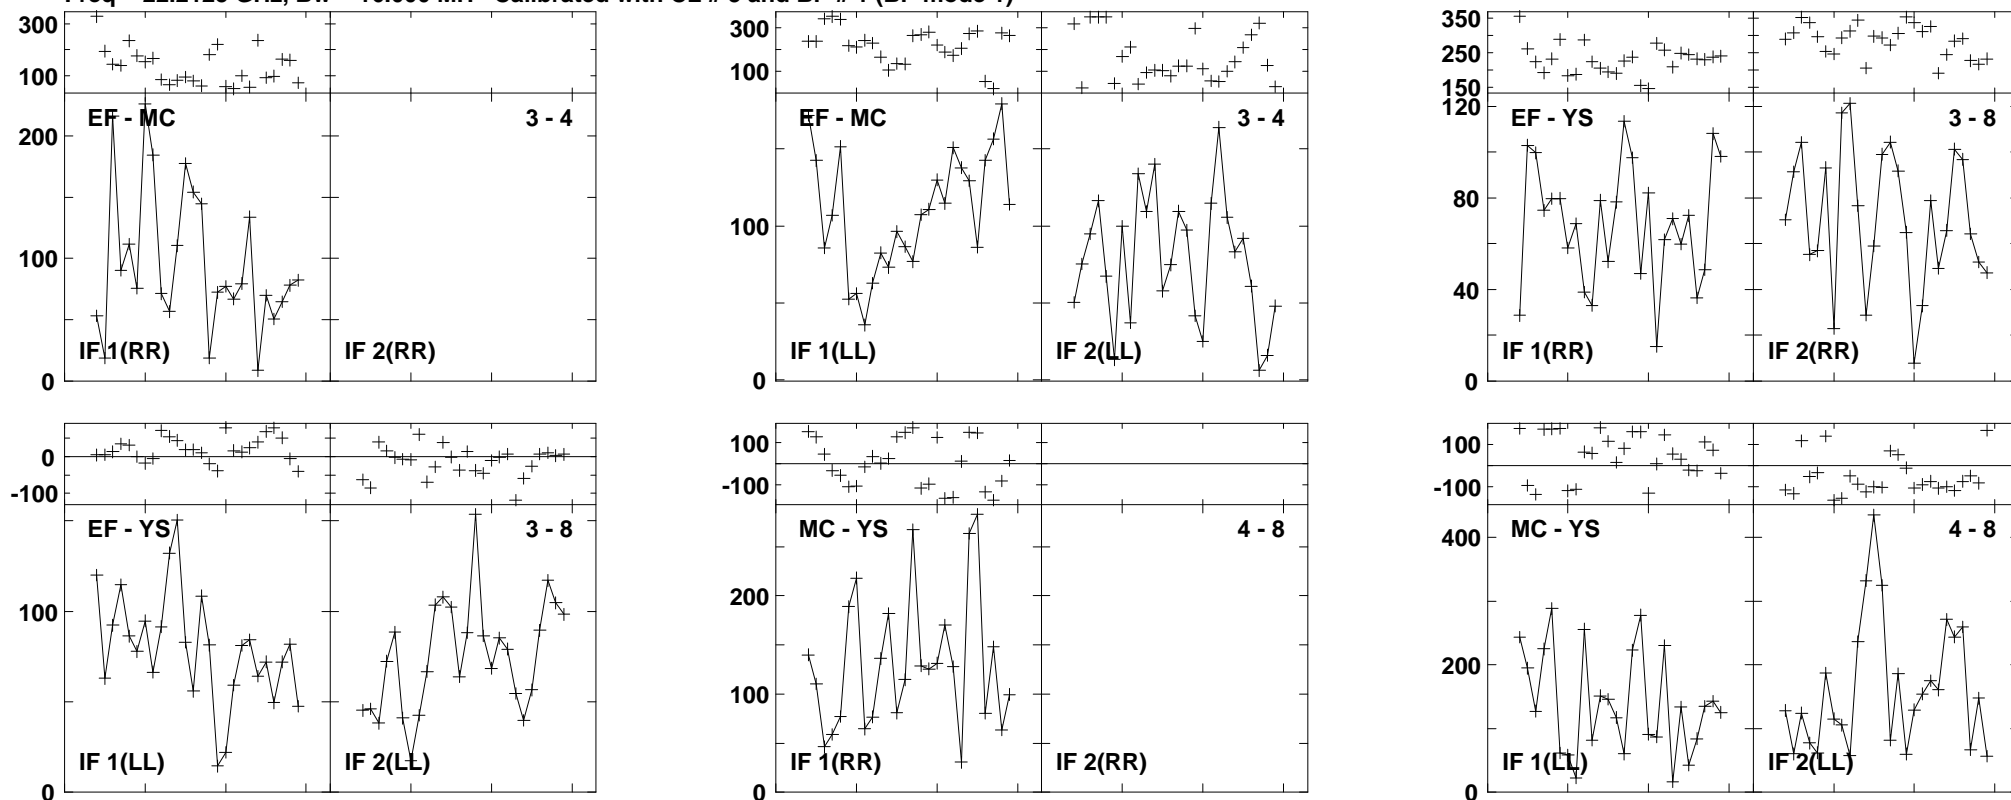 300
100
EF - MC
3 - 4
200
100
0
IF 1(RR)
IF 2(RR)
300
100
EF - MC
3 - 4
100
0
IF 1(LL)
IF 2(LL)
350
250
150
EF - YS
3 - 8
120
80
40
0
IF 1(RR)
IF 2(RR)
0
-100
EF - YS
3 - 8
100
0
IF 1(LL)
IF 2(LL)
100
-100
MC - YS
4 - 8
200
100
0
IF 1(RR)
IF 2(RR)
100
-100
MC - YS
4 - 8
400
200
0
IF 1(LL)
IF 2(LL)